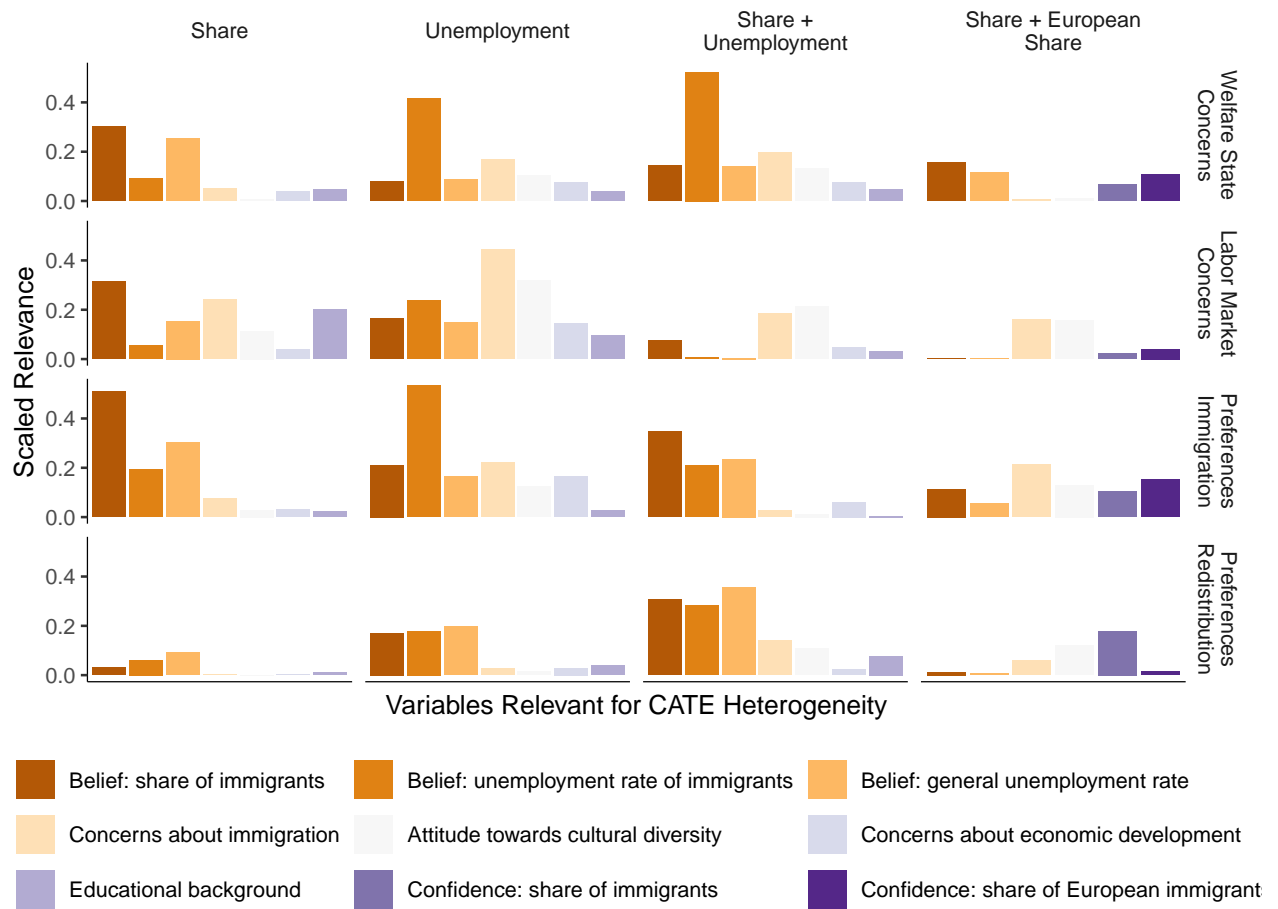 Share
Unemployment
Share +
Unemployment
Share + European
Share
Scaled Relevance
0.4
0.2
0.0
Welfare State
Concerns
0.4
0.2
0.0
Labor Market
Concerns
0.4
0.2
0.0
Preferences
Immigration
0.4
0.2
0.0
Preferences
Redistribution
Variables Relevant for CATE Heterogeneity
Belief: share of immigrants
Belief: unemployment rate of immigrants
Belief: general unemployment rate
Concerns about immigration
Attitude towards cultural diversity
Concerns about economic development
Educational background
Confidence: share of immigrants
Confidence: share of European immigrants